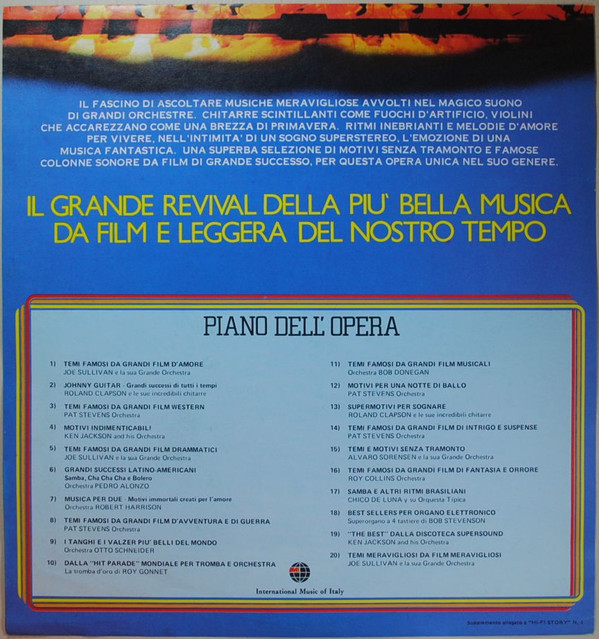 IL FASCINO DI ASCOLTARE MUSICHE MERAVIGLIOSE AVVOLTI NEL MAGICO SUONO
DI GRANDI ORCHESTRE. CHITARRE SCINTILLANTI COME FUOCHI D'ARTIFICIO, VIOLINI
CHE ACCAREZZANO COME UNA BREZZA DI PRIMAVERA. RITMI INEBRIANTI E MELODIE D'AMORE
PER VIVERE, NELL'INTIMITA' DI UN SOGNO SUPERSTEREO, L'EMOZIONE DI UNA
MUSICA FANTASTICA. UNA SUPERBA SELEZIONE DI MOTIVI SENZA TRAMONTO E FAMOSE
COLONNE SONORE DA FILM DI GRANDE SUCCESSO, PER QUESTA OPERA UNICA NEL SUO GENERE.
IL GRANDE REVIVAL DELLA PIU' BELLA MUSICA
DA FILM E LEGGERA DEL NOSTRO TEMPO
PIANO DELL'OPERA
1) TEMI FAMOSI DA GRANDI FILM D'AMORE
JOE SULLIVAN e la sua Grande Orchestra
2) JOHNNY GUITAR - Grandi successi di tutti i tempi
ROLAND CLAPSON e le sue incredibili chitarre
3) TEMI FAMOSI DA GRANDI FILM WESTERN
PAT STEVENS Orchestra
4) MOTIVI INDIMENTICABILI
KEN JACKSON and his Orchestra
5) TEMI FAMOSI DA GRANDI FILM DRAMMATICI
JOE SULLIVAN e la sua Grande Orchestra
6) GRANDI SUCCESSI LATINO-AMERICANI
Samba, Cha Cha Cha e Bolero
Orchestra PEDRO ALONZO
7) MUSICA PER DUE - Motivi immortali creati per l'amore
Orchestra ROBERT HARRISON
8) TEMI FAMOSI DA GRANDI FILM D'AVVENTURA E DI GUERRA
PAT STEVENS Orchestra
9) I TANGHI E I VALZER PIU' BELLI DEL MONDO
Orchestra OTTO SCHNEIDER
10) DALLA "HIT PARADE" MONDIALE PER TROMBA E ORCHESTRA
La tromba d'oro di ROY GONNET
11) TEMI FAMOSI DA GRANDI FILM MUSICALI
Orchestra BOB DONEGAN
12) MOTIVI PER UNA NOTTE DI BALLO
PAT STEVENS Orchestra
13) SUPERMOTIVI PER SOGNARE
ROLAND CLAPSON e le sue incredibili chitarre
14) TEMI FAMOSI DA GRANDI FILM DI INTRIGO E SUSPENSE
PAT STEVENS Orchestra
15) TEMI E MOTIVI SENZA TRAMONTO
ALVARO SORENSEN e la sua Grande Orchestra
16) TEMI FAMOSI DA GRANDI FILM DI FANTASIA E ORRORE
ROY COLLINS Orchestra
17) SAMBA E ALTRI RITMI BRASILIANI
CHICO DE LUNA y su Orquesta Tipica
18) BEST SELLERS PER ORGANO ELETTRONICO
Superorgano a 4 tastiere di BOB STEVENSON
19) "THE BEST" DALLA DISCOTECA SUPERSOUND
KEN JACKSON and his Orchestra
20) TEMI MERAVIGLIOSI DA FILM MERAVIGLIOSI
JOE SULLIVAN e la sua Grande Orchestra
International Music of Italy
Supplemento allegato a "HI-FI STORY" N.